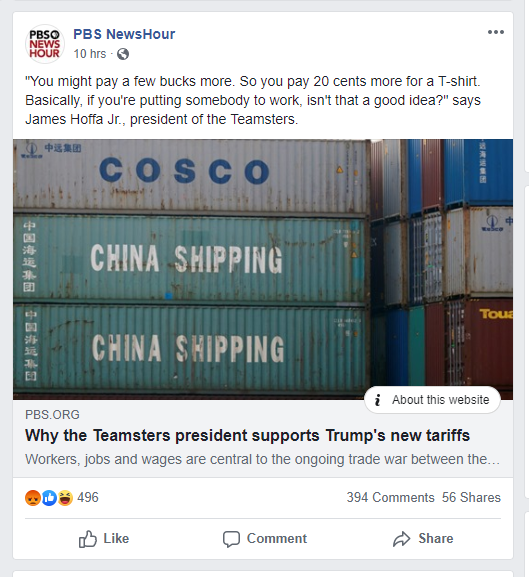 PBS
NEWS
HOUR
PBS NewsHour
10 hrs ·
"You might pay a few bucks more. So you pay 20 cents more for a T-shirt.
Basically, if you're putting somebody to work, isn't that a good idea?" says
James Hoffa Jr., president of the Teamsters.
中远集团
COSCO
中国海运集团
CHINA SHIPPING
中国海运集团
CHINA SHIPPING
Toua
i About this website
PBS.ORG
Why the Teamsters president supports Trump's new tariffs
Workers, jobs and wages are central to the ongoing trade war between the...
496
394 Comments 56 Shares
Like Comment Share